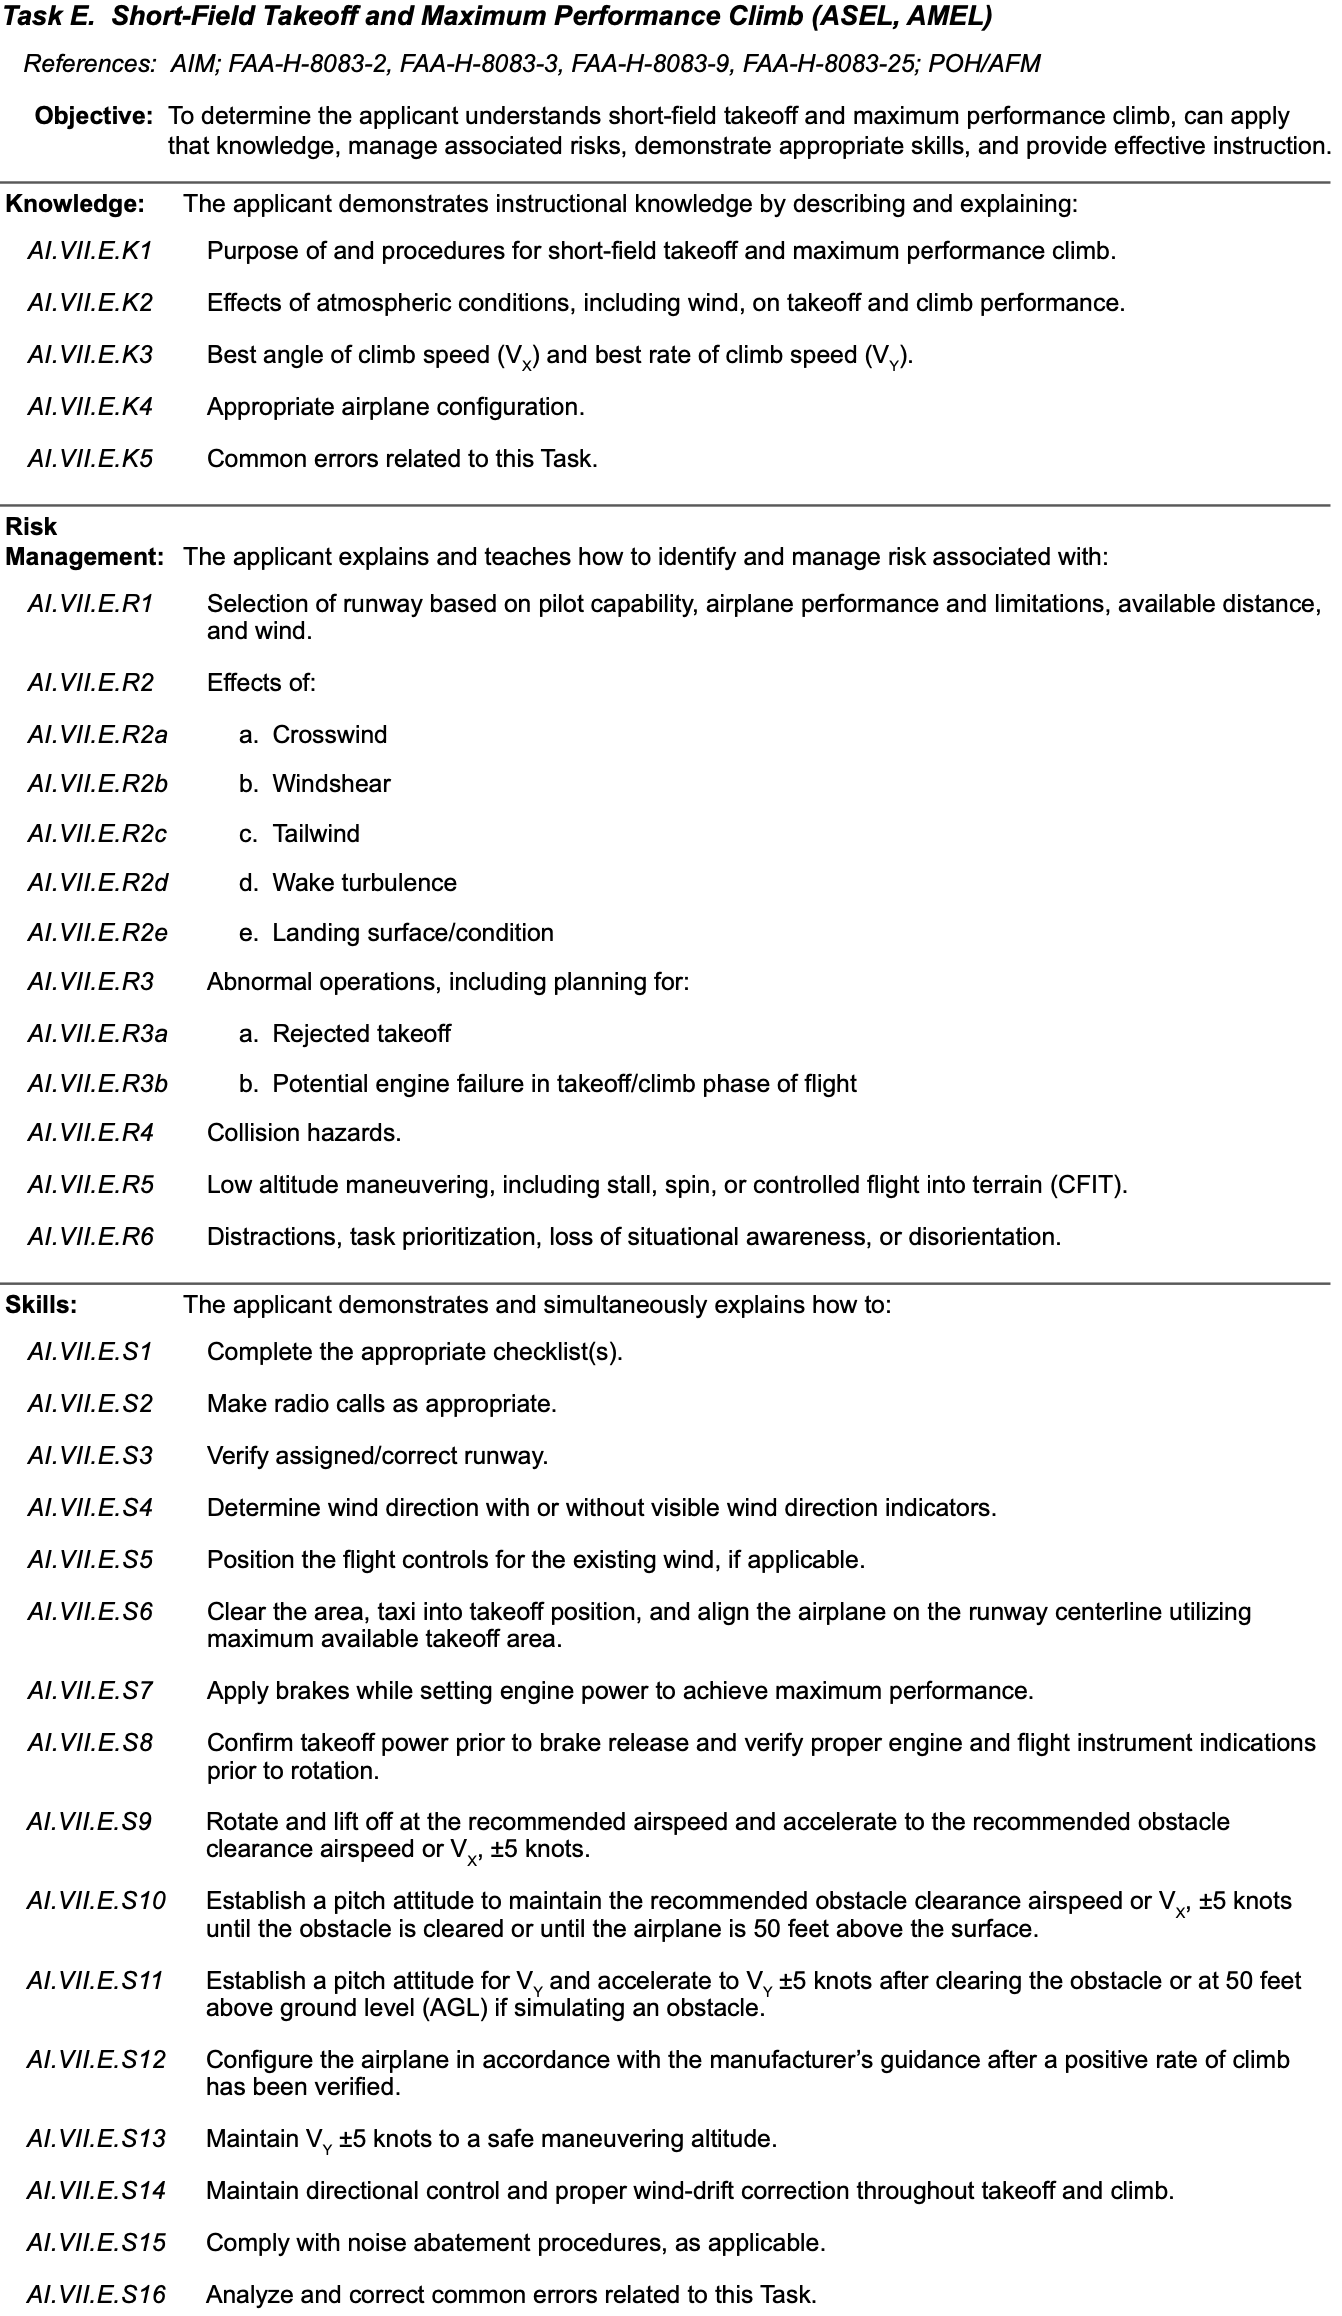 Task E. Short-Field Takeoff and Maximum Performance Climb (ASEL, AMEL)
References: AIM; FAA-H-8083-2, FAA-H-8083-3, FAA-H-8083-9, FAA-H-8083-25; POH/AFM
Objective: To determine the applicant understands short-field takeoff and maximum performance climb, can apply
that knowledge, manage associated risks, demonstrate appropriate skills, and provide effective instruction.
Knowledge: The applicant demonstrates instructional knowledge by describing and explaining:
AI.VII.E.K1 Purpose of and procedures for short-field takeoff and maximum performance climb.
AI.VII.E.K2 Effects of atmospheric conditions, including wind, on takeoff and climb performance.
AI.VII.E.K3 Best angle of climb speed (VX) and best rate of climb speed (VY).
AI.VII.E.K4 Appropriate airplane configuration.
AI.VII.E.K5 Common errors related to this Task.
Risk
Management: The applicant explains and teaches how to identify and manage risk associated with:
AI.VII.E.R1 Selection of runway based on pilot capability, airplane performance and limitations, available distance,
and wind.
AI.VII.E.R2 Effects of:
AI.VII.E.R2a a. Crosswind
AI.VII.E.R2b b. Windshear
AI.VII.E.R2c c. Tailwind
AI.VII.E.R2d d. Wake turbulence
AI.VII.E.R2e e. Landing surface/condition
AI.VII.E.R3 Abnormal operations, including planning for:
AI.VII.E.R3a a. Rejected takeoff
AI.VII.E.R3b b. Potential engine failure in takeoff/climb phase of flight
AI.VII.E.R4 Collision hazards.
AI.VII.E.R5 Low altitude maneuvering, including stall, spin, or controlled flight into terrain (CFIT).
AI.VII.E.R6 Distractions, task prioritization, loss of situational awareness, or disorientation.
Skills: The applicant demonstrates and simultaneously explains how to:
AI.VII.E.S1 Complete the appropriate checklist(s).
AI.VII.E.S2 Make radio calls as appropriate.
AI.VII.E.S3 Verify assigned/correct runway.
AI.VII.E.S4 Determine wind direction with or without visible wind direction indicators.
AI.VII.E.S5 Position the flight controls for the existing wind, if applicable.
AI.VII.E.S6 Clear the area, taxi into takeoff position, and align the airplane on the runway centerline utilizing
maximum available takeoff area.
AI.VII.E.S7 Apply brakes while setting engine power to achieve maximum performance.
AI.VII.E.S8 Confirm takeoff power prior to brake release and verify proper engine and flight instrument indications
prior to rotation.
AI.VII.E.S9 Rotate and lift off at the recommended airspeed and accelerate to the recommended obstacle
clearance airspeed or VX, ±5 knots.
AI.VII.E.S10 Establish a pitch attitude to maintain the recommended obstacle clearance airspeed or VX, ±5 knots
until the obstacle is cleared or until the airplane is 50 feet above the surface.
AI.VII.E.S11 Establish a pitch attitude for VY and accelerate to VY ±5 knots after clearing the obstacle or at 50 feet
above ground level (AGL) if simulating an obstacle.
AI.VII.E.S12 Configure the airplane in accordance with the manufacturer’s guidance after a positive rate of climb
has been verified.
AI.VII.E.S13 Maintain VY ±5 knots to a safe maneuvering altitude.
AI.VII.E.S14 Maintain directional control and proper wind-drift correction throughout takeoff and climb.
AI.VII.E.S15 Comply with noise abatement procedures, as applicable.
AI.VII.E.S16 Analyze and correct common errors related to this Task.